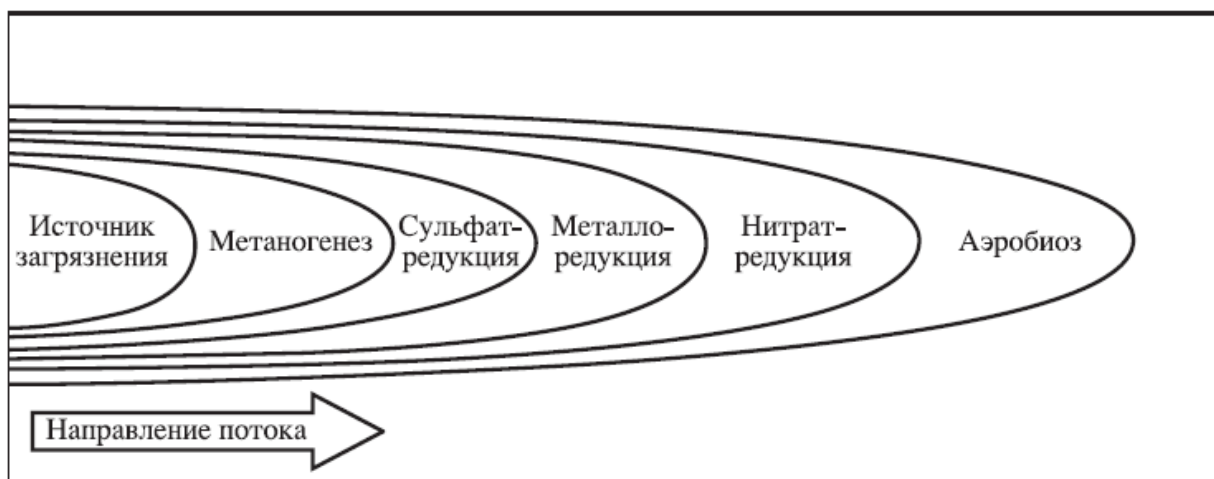 Источник
загрязнения
Метаногенез
Сульфат-
редукция
Металло-
редукция
Нитрат-
редукция
Аэробиоз
Направление потока